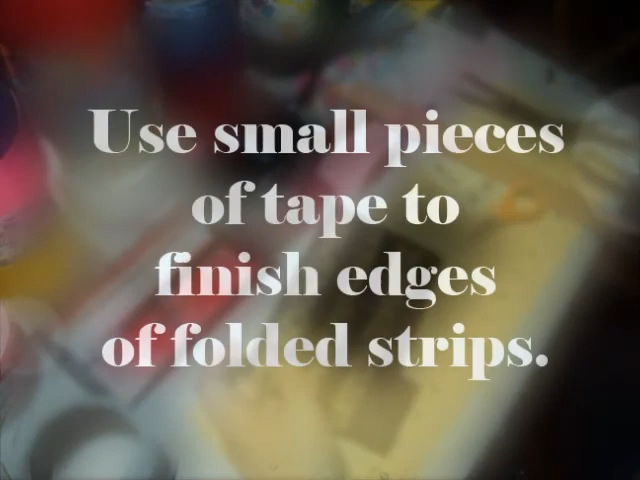 Use small pieces
of tape to
finish edges
of folded strips.